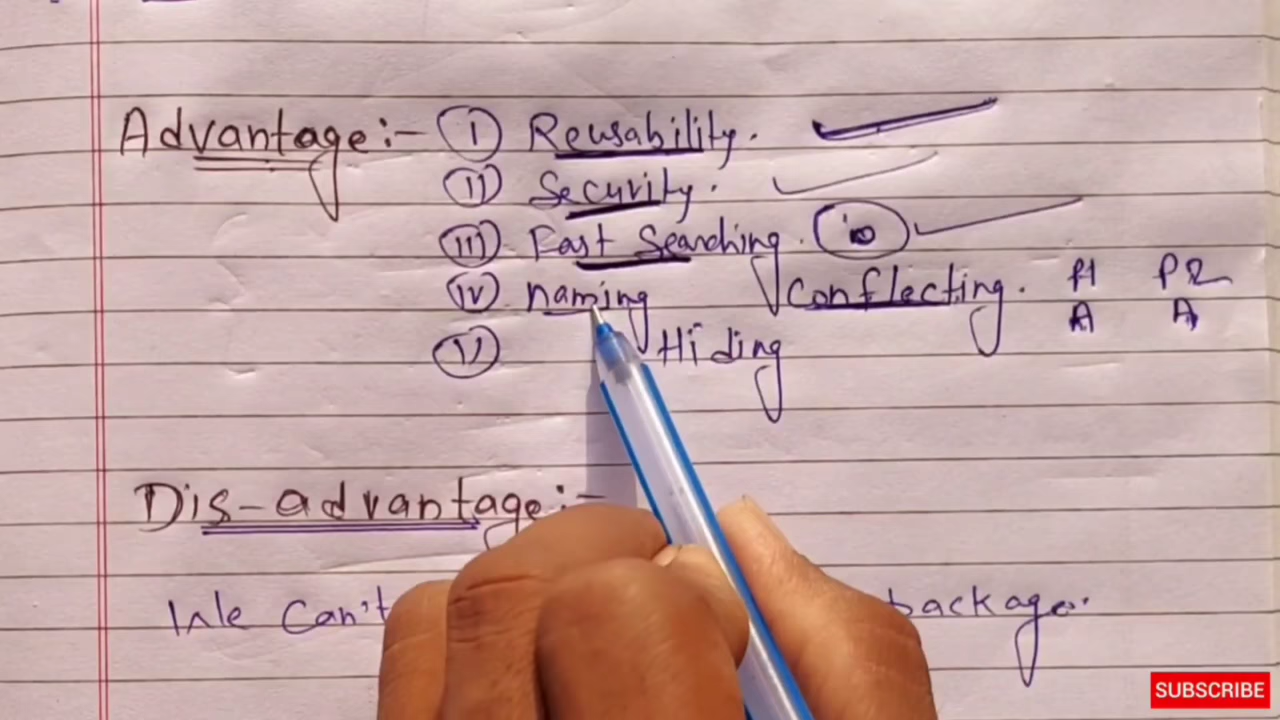 Advantage :- (i) Reusability.
(ii) Security.
(iii) Fast Searching. 10
(iv) naming Conflecting. P1 P2
A A
(v) Hiding
Dis-advantage :-
We Can't package.
SUBSCRIBE